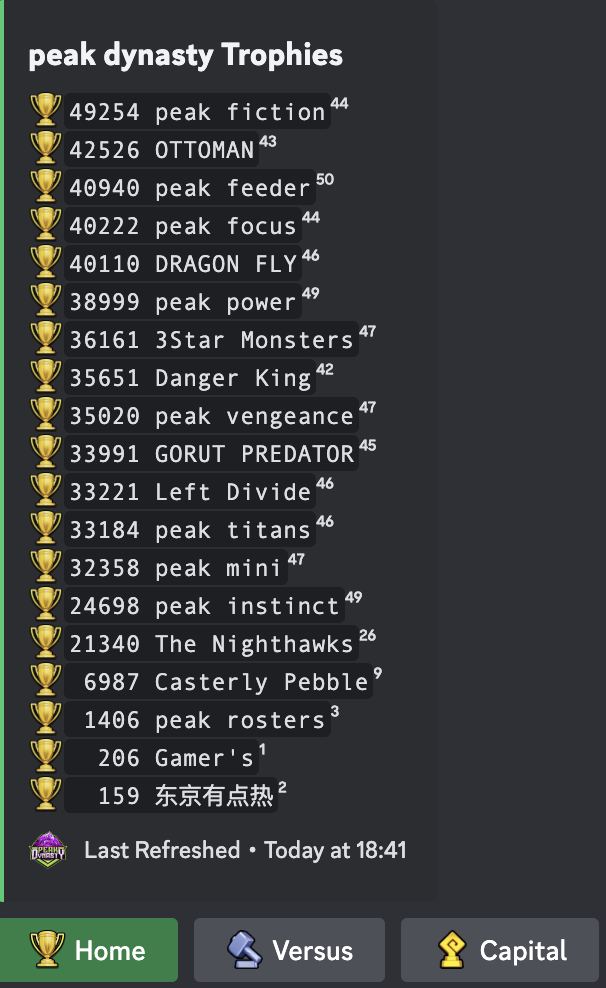 peak dynasty Trophies
49254 peak fiction 44
42526 OTTOMAN 43
40940 peak feeder 50
40222 peak focus 44
40110 DRAGON FLY 46
38999 peak power 49
36161 3Star Monsters 47
35651 Danger King 42
35020 peak vengeance 47
33991 GORUT PREDATOR 45
33221 Left Divide 46
33184 peak titans 46
32358 peak mini 47
24698 peak instinct 49
21340 The Nighthawks 26
6987 Casterly Pebble 9
1406 peak rosters 3
206 Gamer's 1
159 东京有点热 2
PEAK
DYNASTY
Last Refreshed • Today at 18:41
Home
Versus
Capital